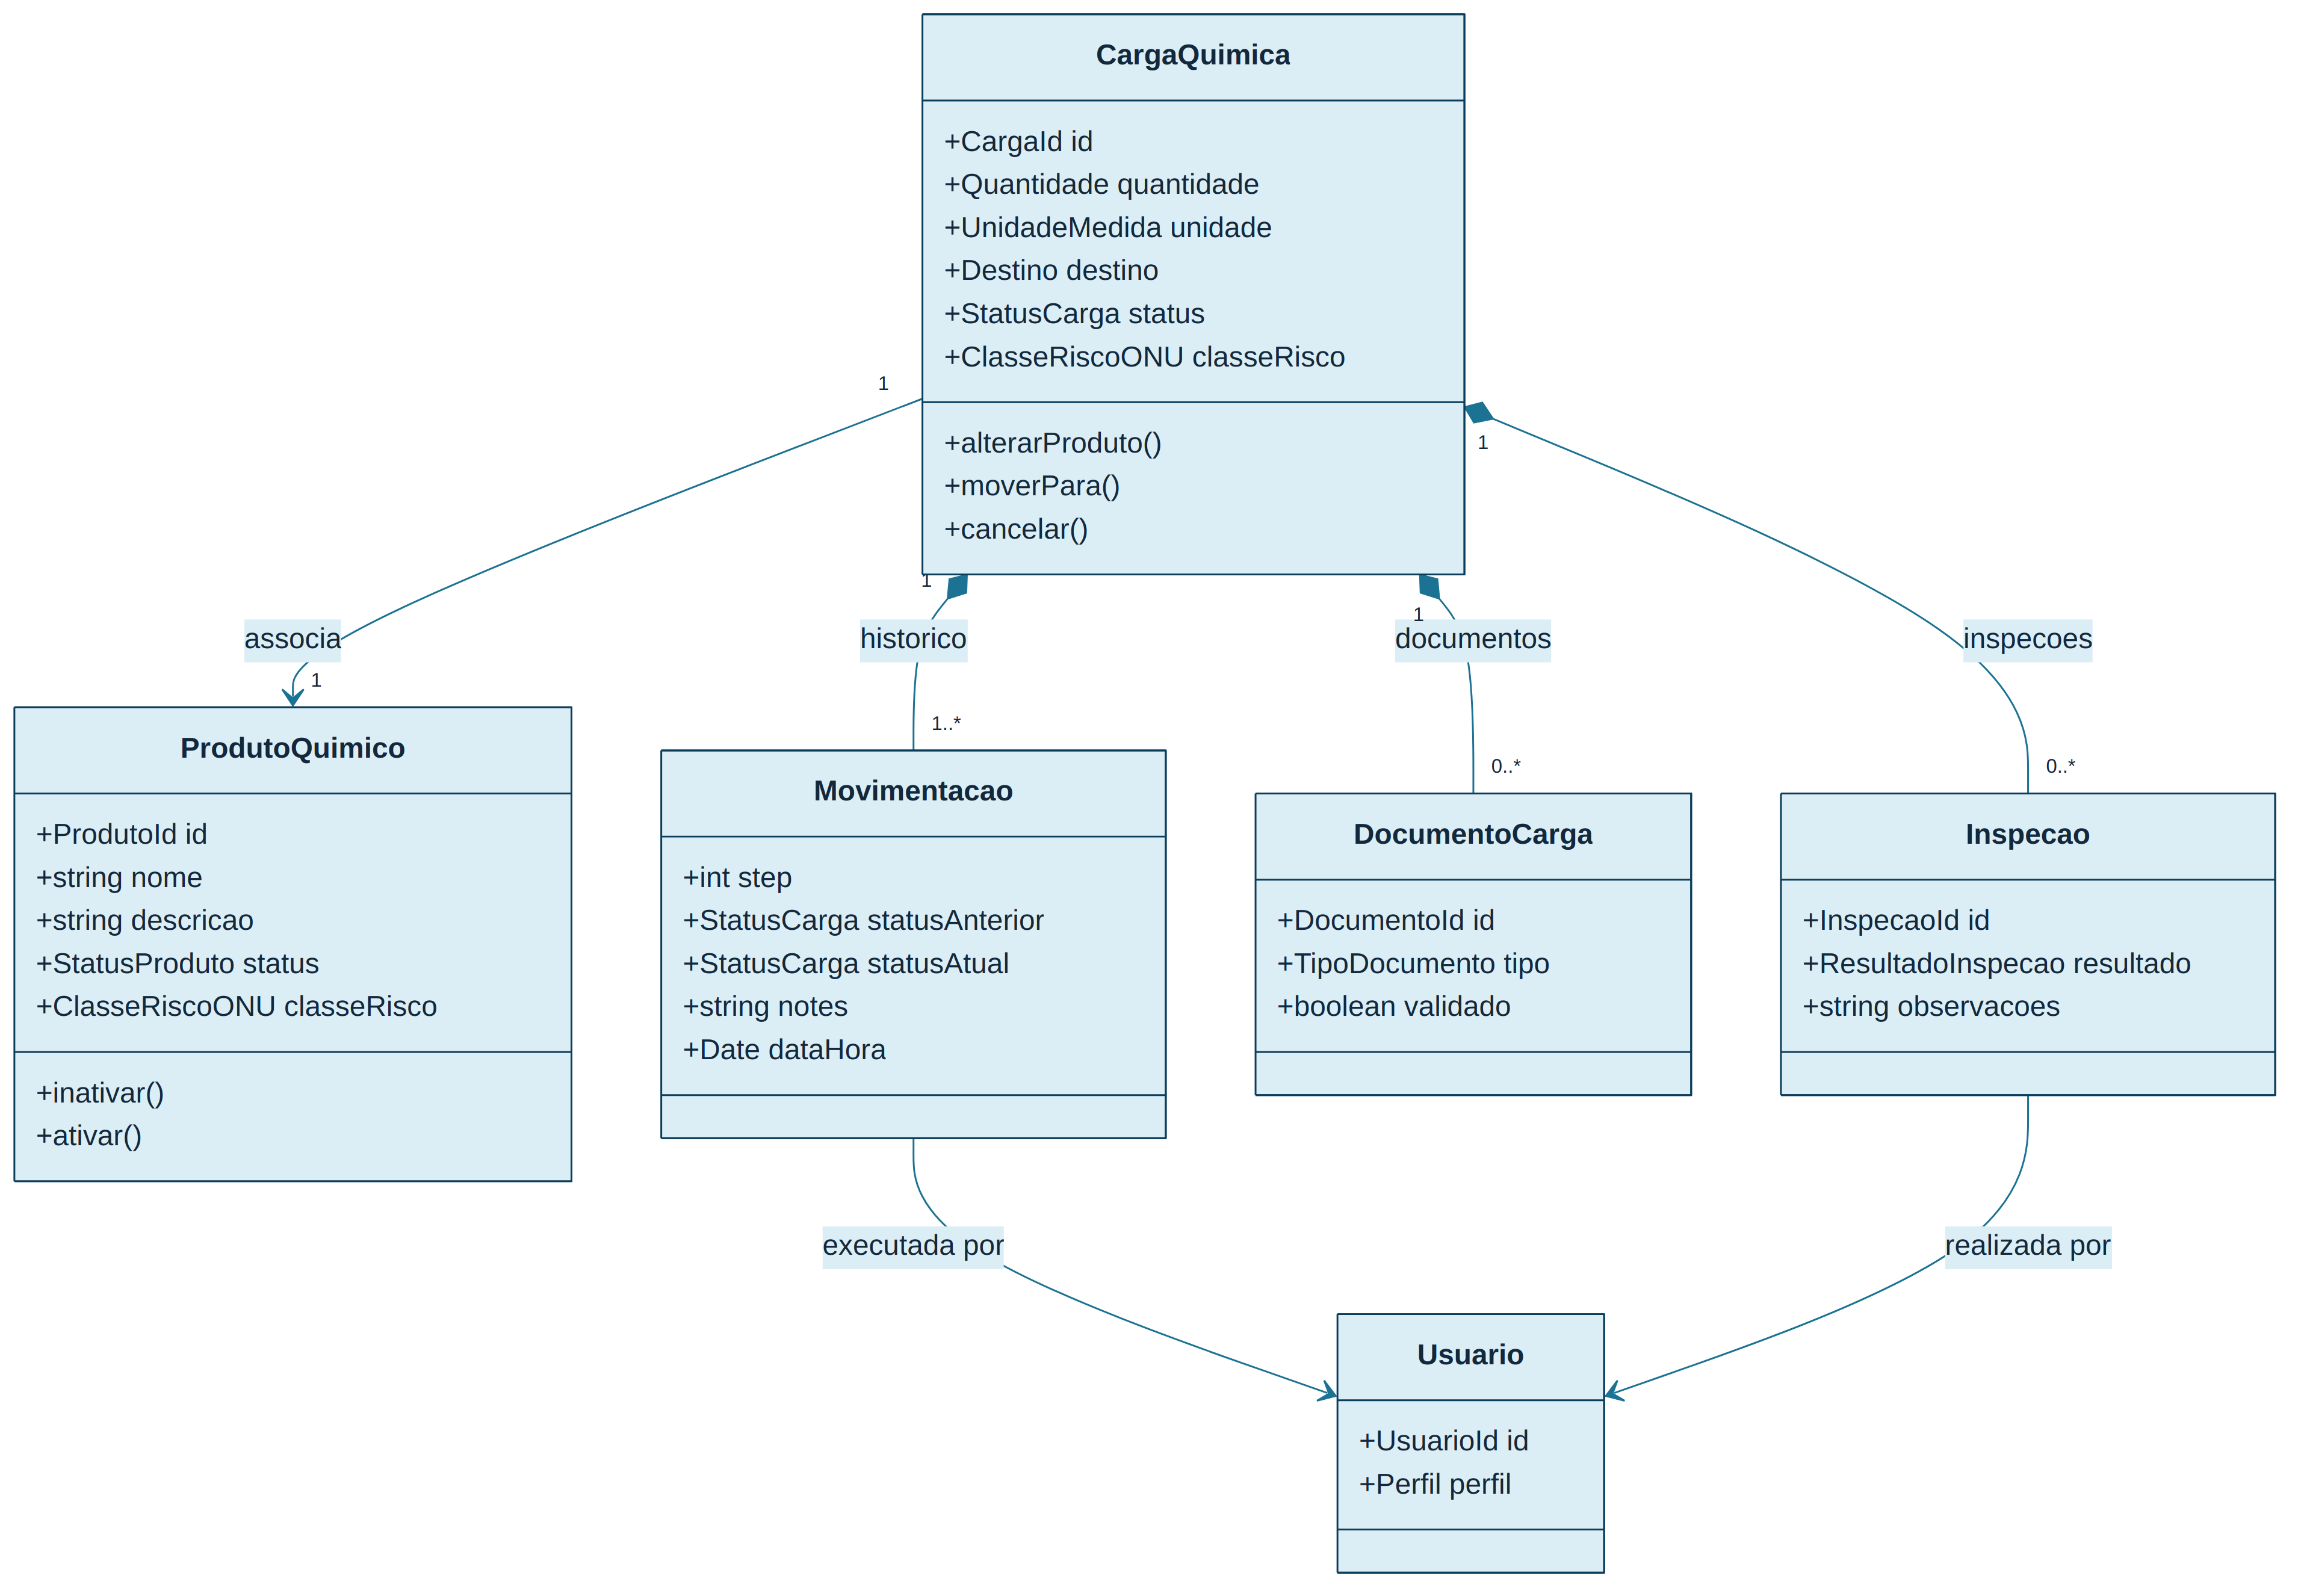 CargaQuimica
+CargaId id
+Quantidade quantidade
+UnidadeMedida unidade
+Destino destino
+StatusCarga status
+ClasseRiscoONU classeRisco
+alterarProduto()
+moverPara()
+cancelar()
1
1
1
1
associa
historico
documentos
inspecoes
1
1..*
0..*
0..*
ProdutoQuimico
+ProdutoId id
+string nome
+string descricao
+StatusProduto status
+ClasseRiscoONU classeRisco
+inativar()
+ativar()
Movimentacao
+int step
+StatusCarga statusAnterior
+StatusCarga statusAtual
+string notes
+Date dataHora
DocumentoCarga
+DocumentoId id
+TipoDocumento tipo
+boolean validado
Inspecao
+InspecaoId id
+ResultadoInspecao resultado
+string observacoes
executada por
realizada por
Usuario
+UsuarioId id
+Perfil perfil